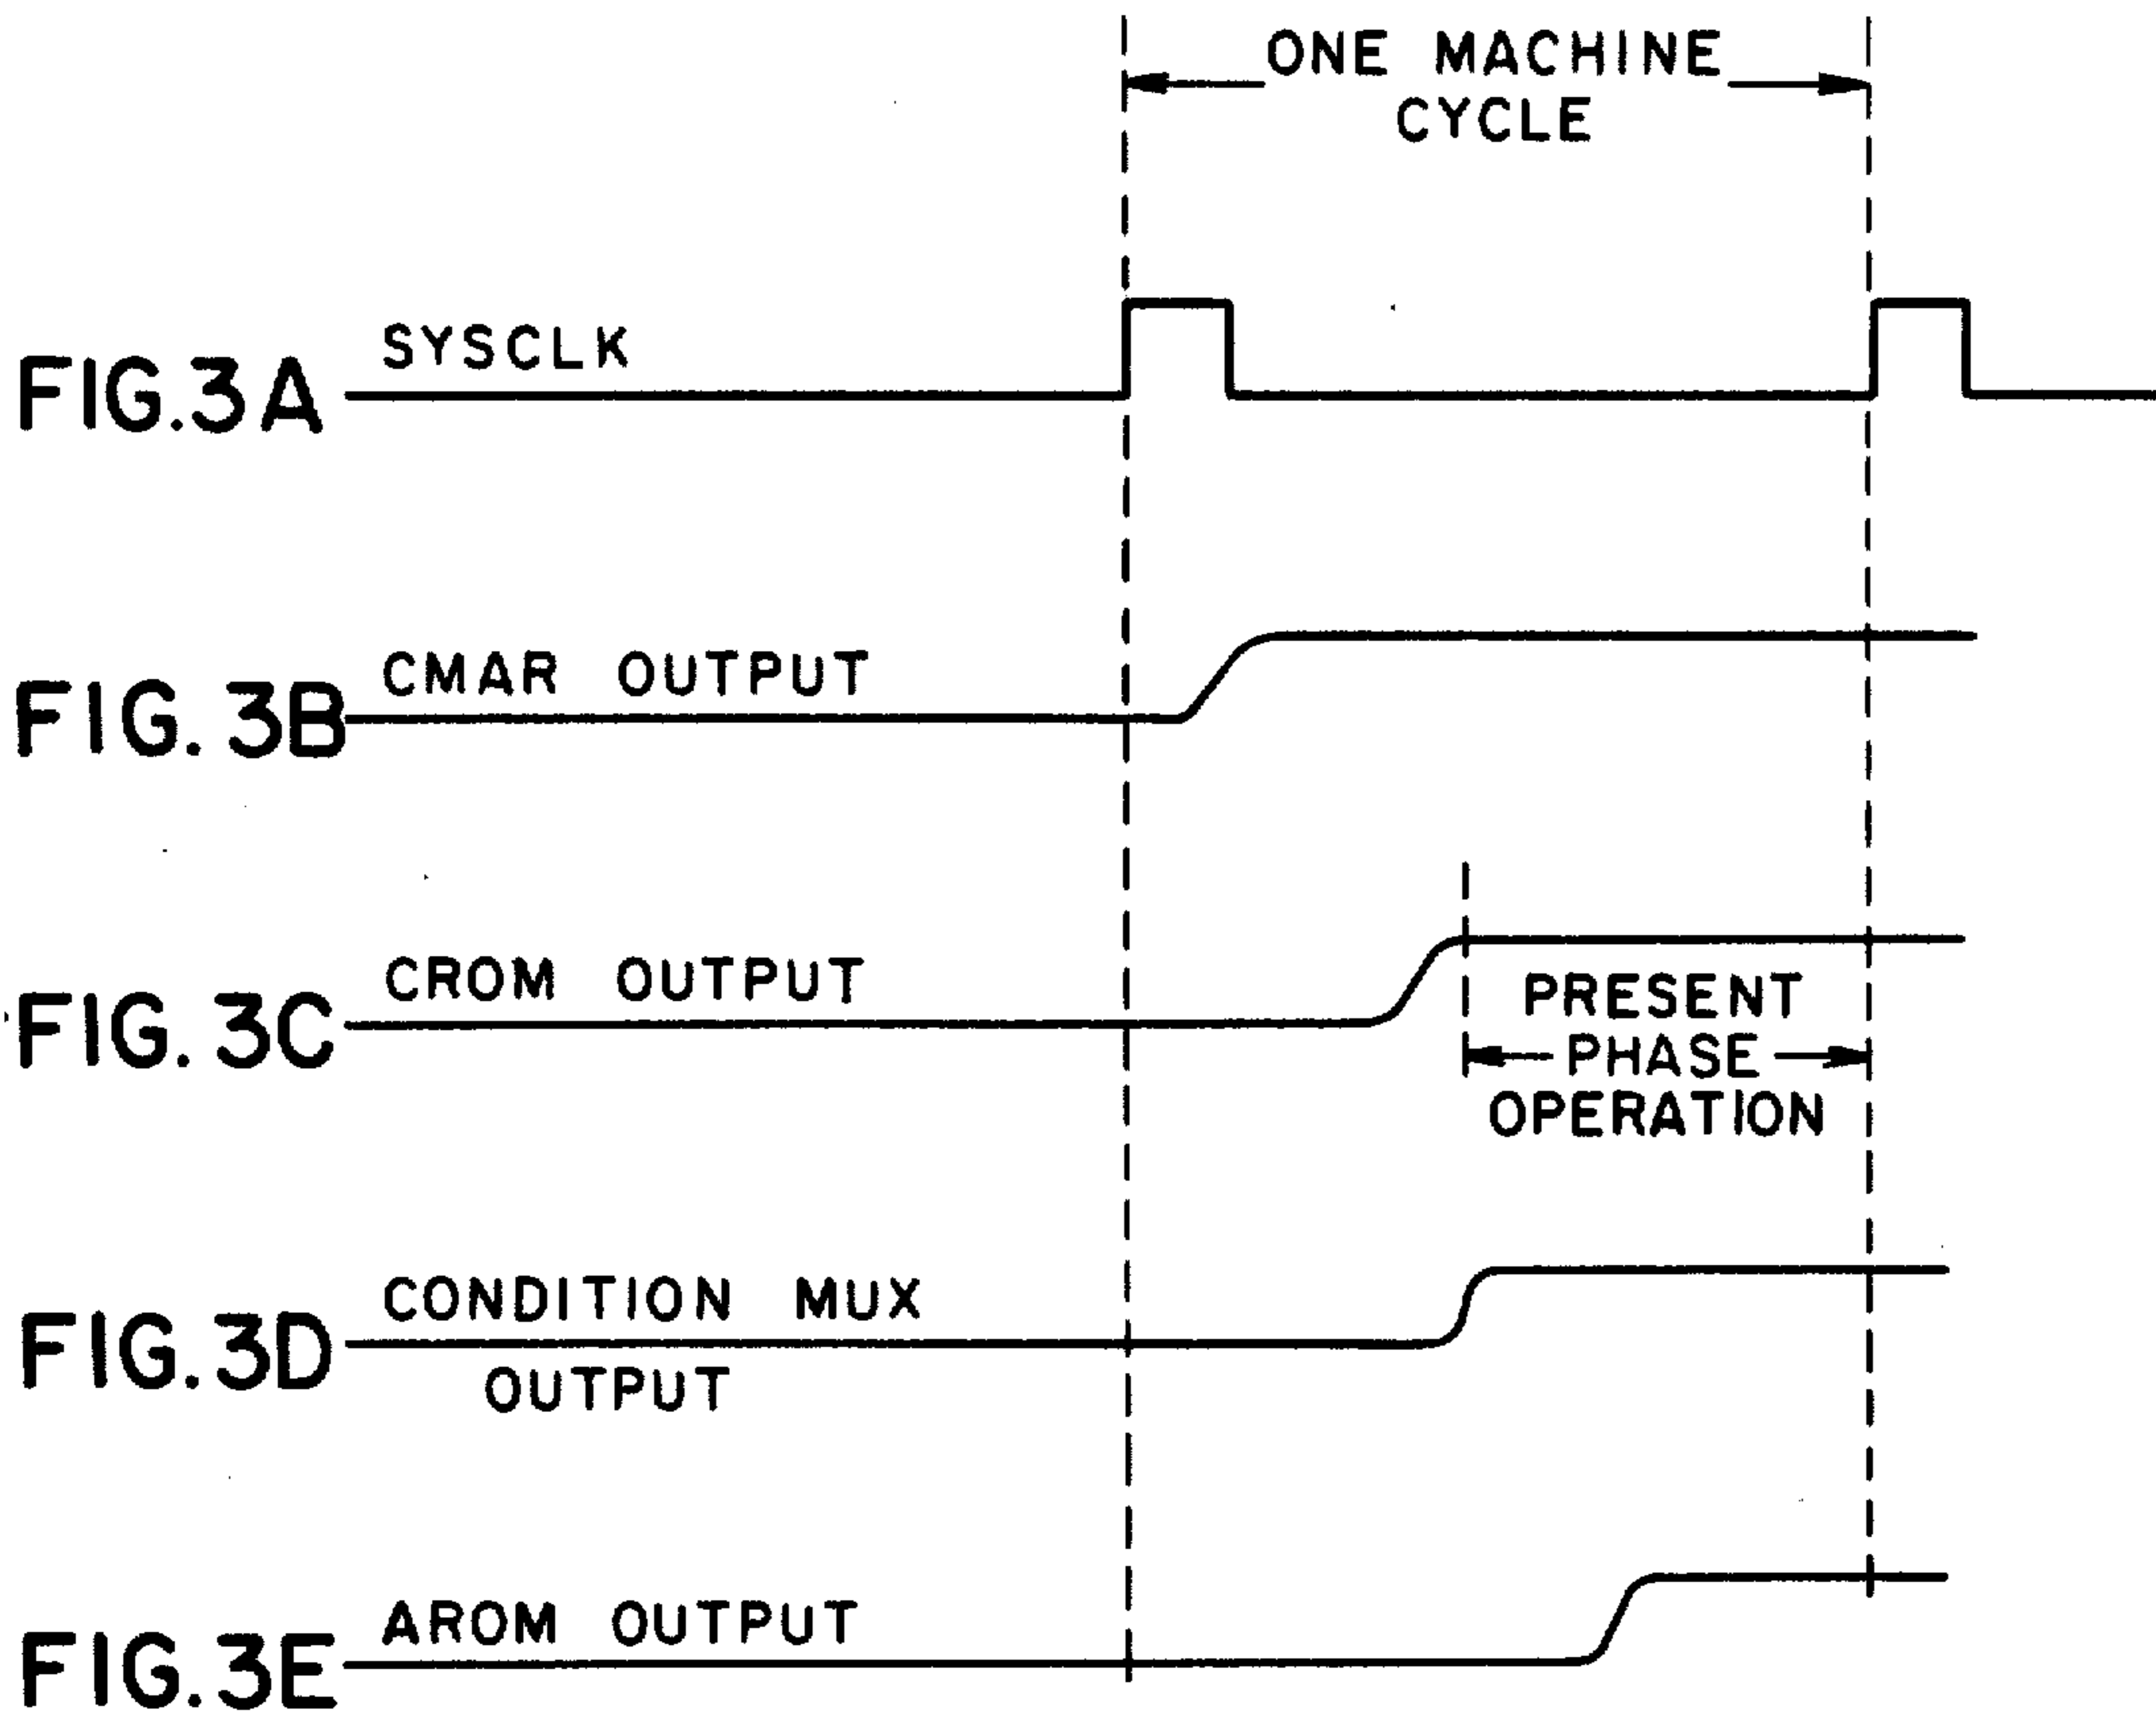 ONE MACHINE
CYCLE
FIG.3A SYSCLK
FIG.3B CMAR OUTPUT
FIG.3C CROM OUTPUT
PRESENT
PHASE
OPERATION
FIG.3D CONDITION MUX
OUTPUT
FIG.3E AROM OUTPUT